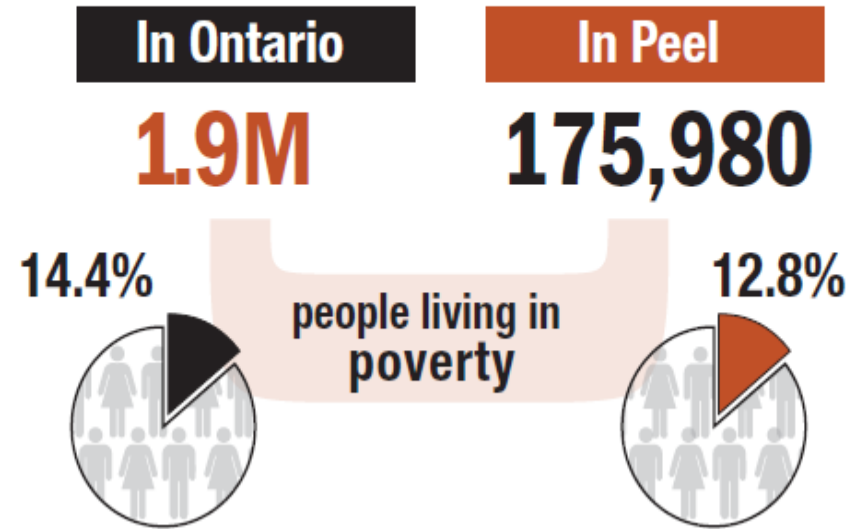 In Ontario
In Peel
1.9M
175,980
14.4%
12.8%
people living in
poverty